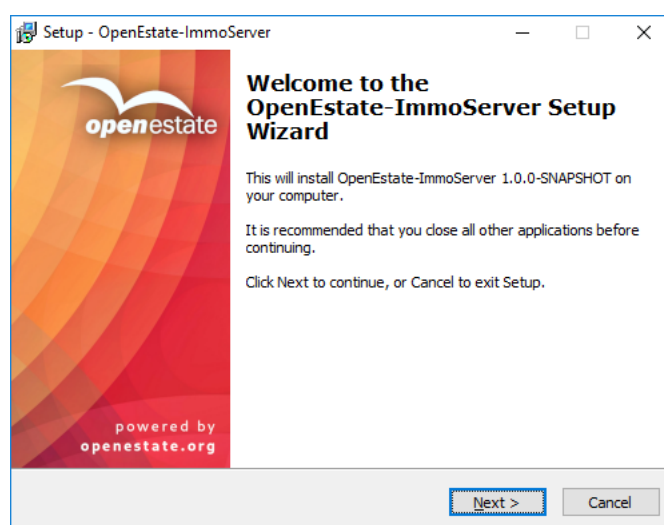 Setup - OpenEstate-ImmoServer
openestate
Welcome to the
OpenEstate-ImmoServer Setup
Wizard
This will install OpenEstate-ImmoServer 1.0.0-SNAPSHOT on
your computer.
It is recommended that you close all other applications before
continuing.
Click Next to continue, or Cancel to exit Setup.
powered by
openestate.org
Next >
Cancel